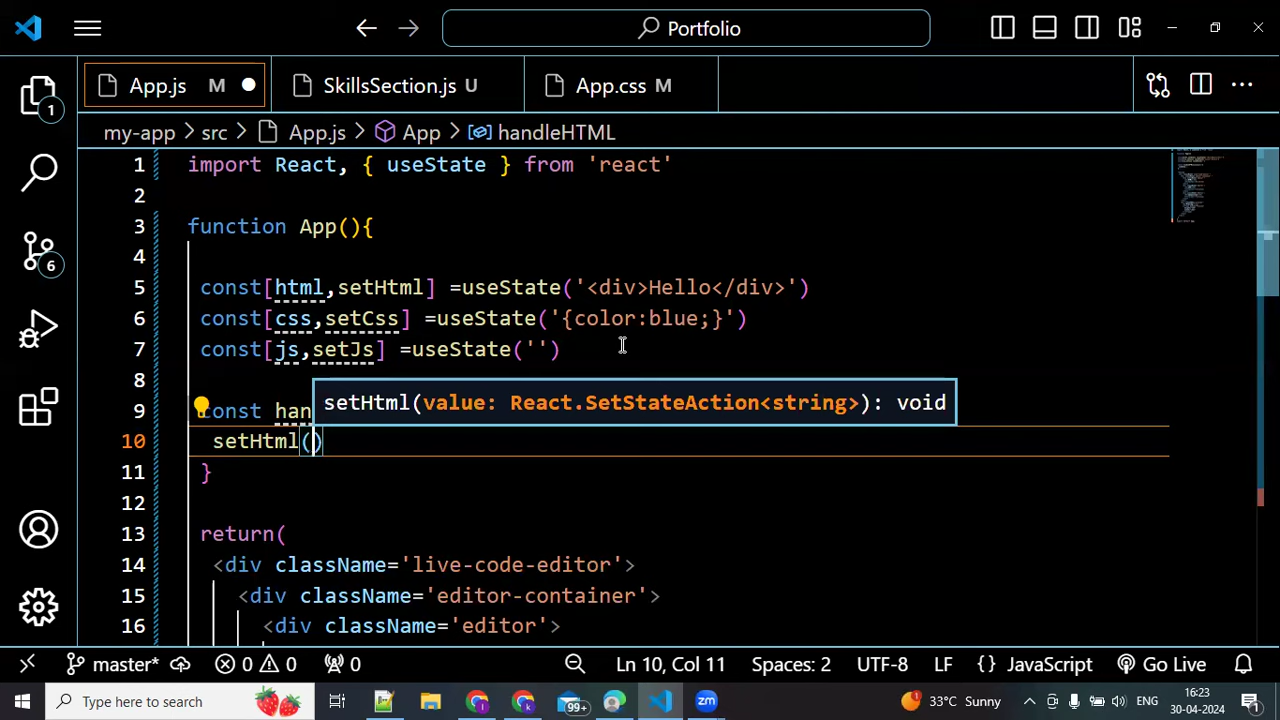 Portfolio
App.js M
SkillsSection.js U
App.css M
1
my-app > src > App.js > App > handleHTML
1 import React, { useState } from 'react'
2
3 function App(){
4
5 const[html,setHtml] =useState('<div>Hello</div>')
6 const[css,setCss] =useState('{color:blue;}')
7 const[js,setJs] =useState('')
8
setHtml(value: React.SetStateAction<string>): void
9 const han
10 setHtml()
11 }
12
13 return(
14 <div className='live-code-editor'>
15 <div className='editor-container'>
16 <div className='editor'>
6
master*
0 0
0
Ln 10, Col 11
Spaces: 2
UTF-8
LF
{} JavaScript
Go Live
Type here to search
99+
zm
33°C Sunny
ENG
16:23
30-04-2024
1